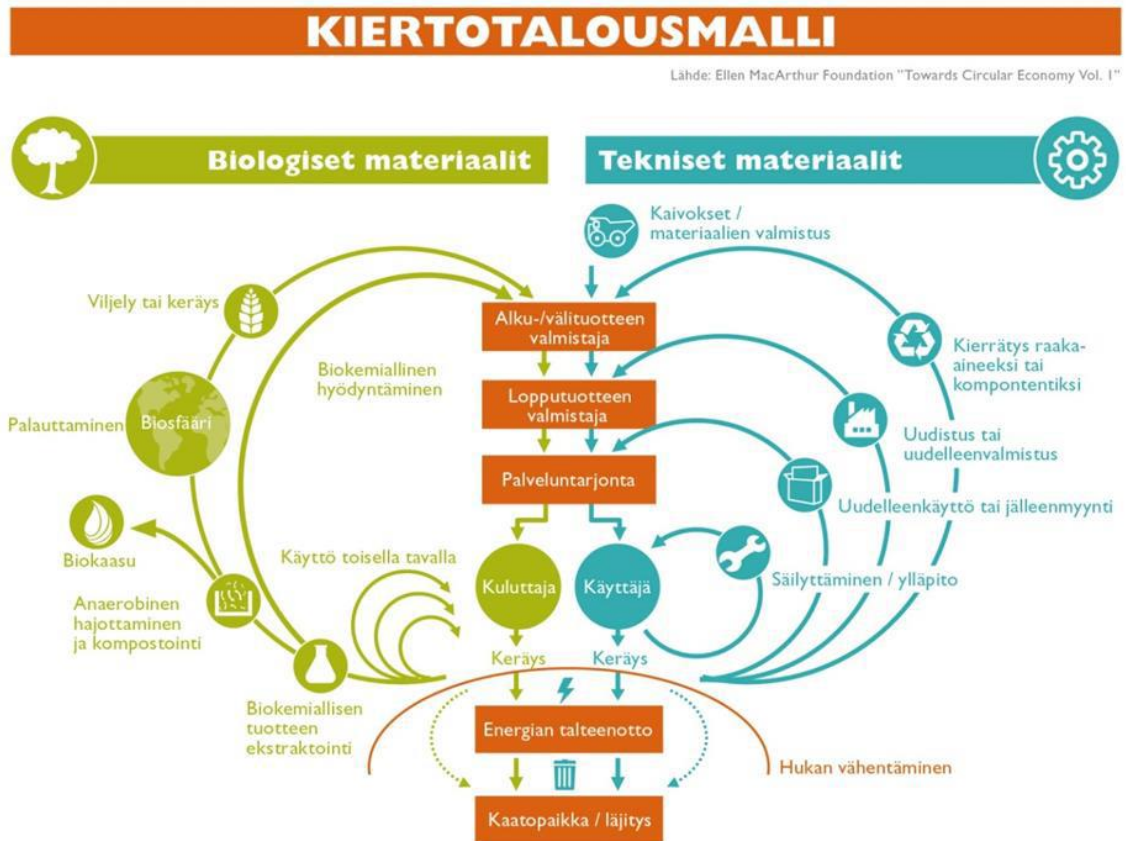 KIERTOTALOUSMALLI
Lähde: Ellen MacArthur Foundation "Towards Circular Economy Vol. 1"
Biologiset materiaalit
Tekniset materiaalit
Kaivokset /
materiaalien valmistus
Viljely tai keräys
Alku-/välituotteen
valmistaja
Kierrätys raaka-
aineeksi tai
kompontentiksi
Biokemiallinen
hyödyntäminen
Lopputuotteen
valmistaja
Palauttaminen
Biosfääri
Uudistus tai
uudelleenvalmistus
Palveluntarjonta
Uudelleenkäyttö tai jälleenmyynti
Biokaasu
Käyttö toisella tavalla
Kuluttaja
Käyttäjä
Säilyttäminen / ylläpito
Anaerobinen
hajottaminen
ja kompostointi
Keräys
Keräys
Biokemiallisen
tuotteen
ekstraktointi
Energian talteenotto
Hukan vähentäminen
Kaatopaikka / läjitys